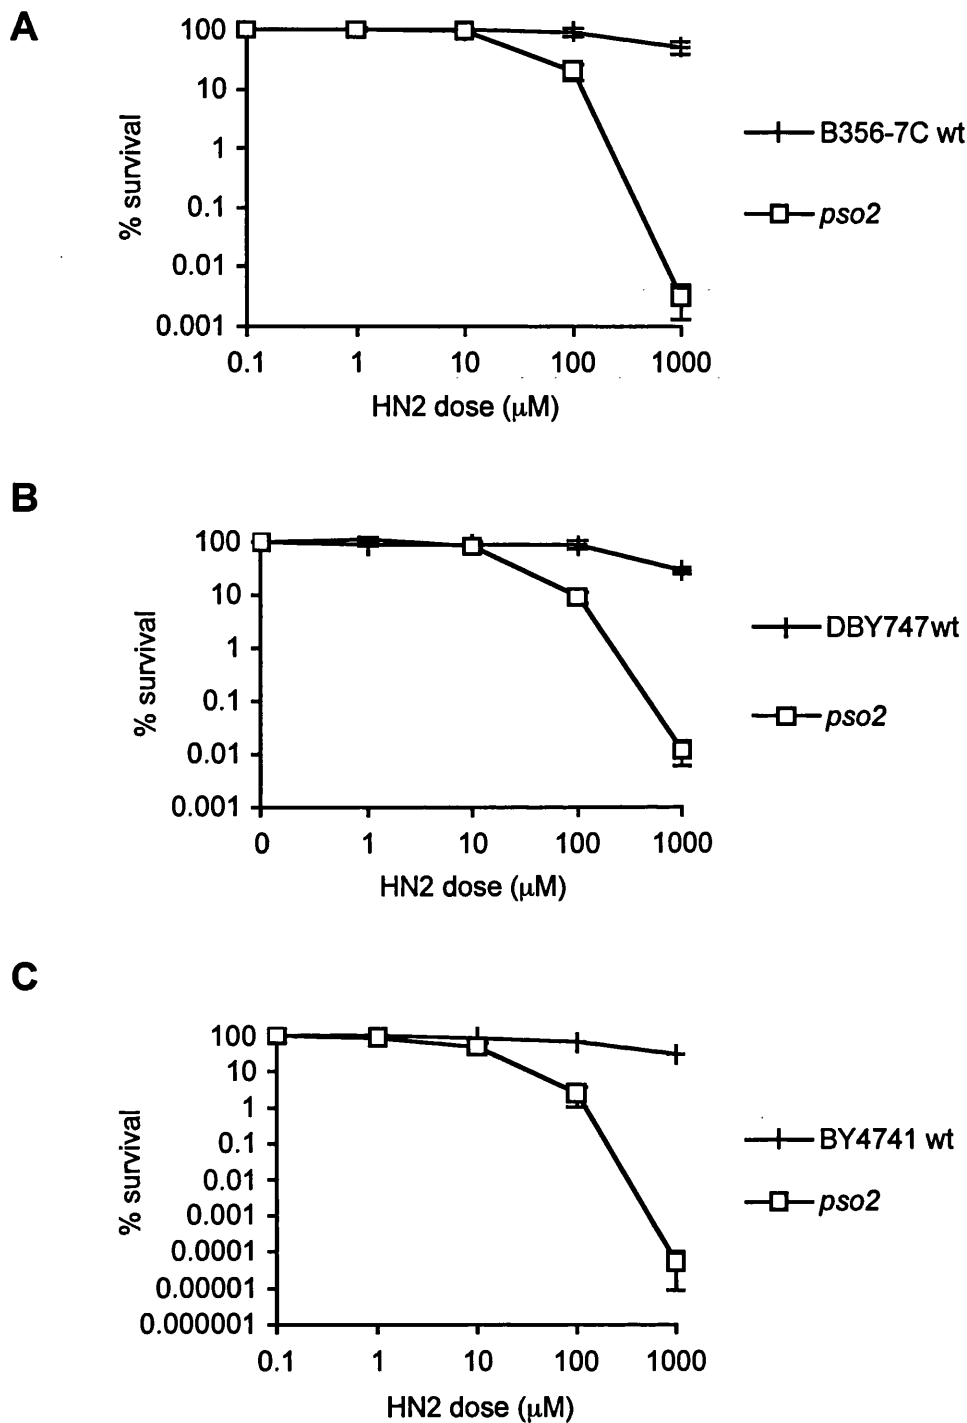 A
100
10
1
0.1
0.01
0.001
% survival
0.1 1 10 100 1000
HN2 dose (μM)
B356-7C wt
pso2
B
100
10
1
0.1
0.01
0.001
% survival
0 1 10 100 1000
HN2 dose (μM)
DBY747wt
pso2
C
100
10
1
0.1
0.01
0.001
0.0001
0.00001
0.000001
% survival
0.1 1 10 100 1000
HN2 dose (μM)
BY4741 wt
pso2